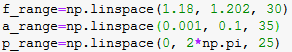 f_range=np.linspace(1.18, 1.202, 30)
a_range=np.linspace(0.001, 0.1, 35)
p_range=np.linspace(0, 2*np.pi, 25)